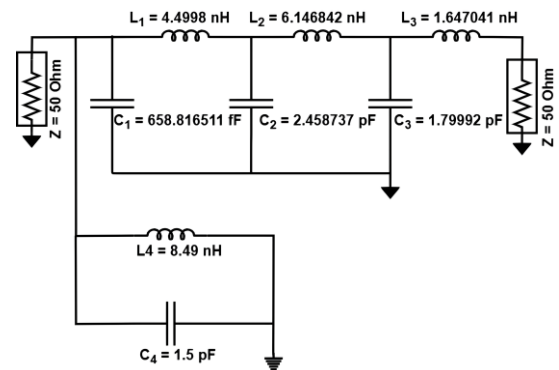 L₁ = 4.4998 nH
L₂ = 6.146842 nH
L₃ = 1.647041 nH
Z = 50 Ohm
C₁ = 658.816511 fF
C₂ = 2.458737 pF
C₃ = 1.79992 pF
Z = 50 Ohm
L4 = 8.49 nH
C₄ = 1.5 pF